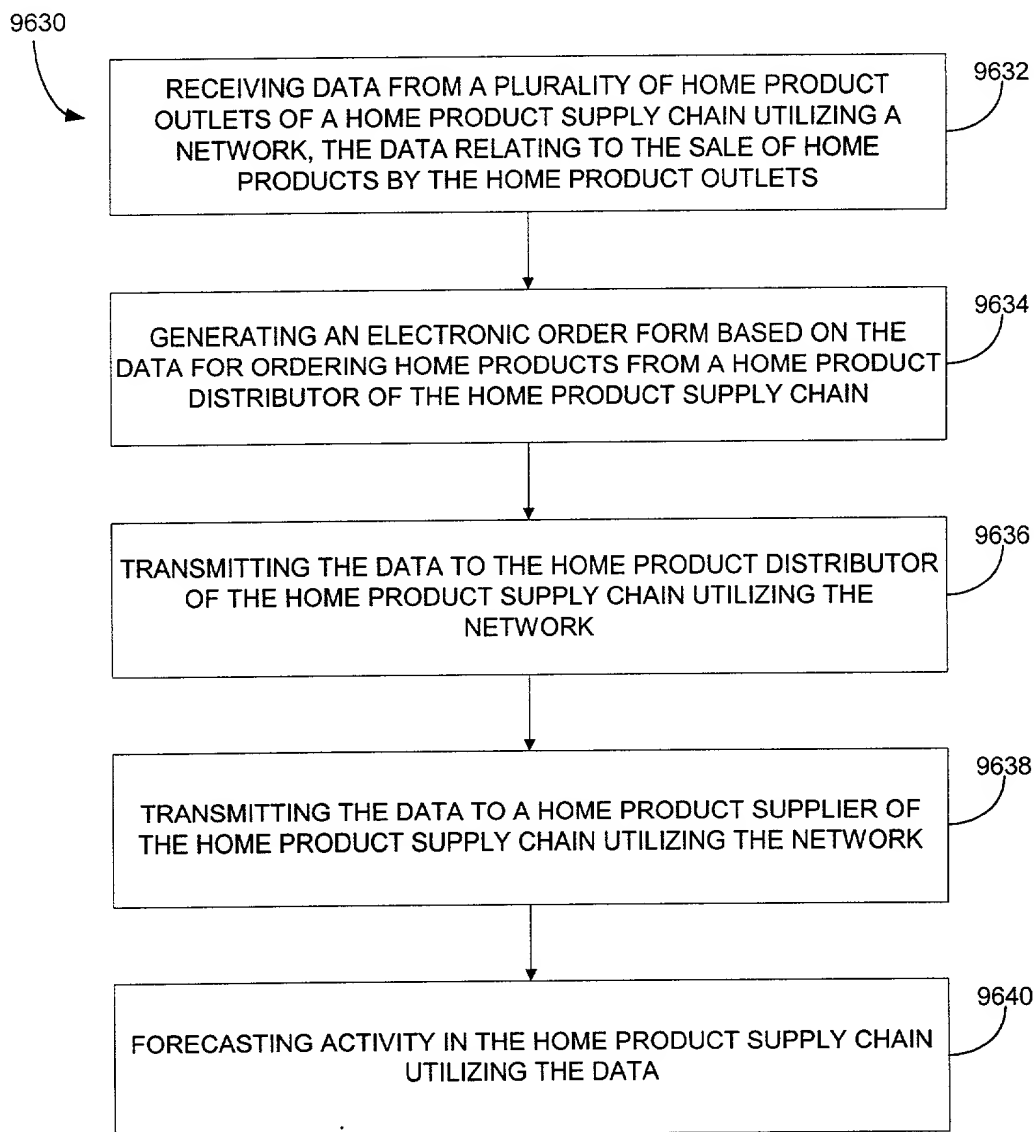 9630
9632
RECEIVING DATA FROM A PLURALITY OF HOME PRODUCT
OUTLETS OF A HOME PRODUCT SUPPLY CHAIN UTILIZING A
NETWORK, THE DATA RELATING TO THE SALE OF HOME
PRODUCTS BY THE HOME PRODUCT OUTLETS
9634
GENERATING AN ELECTRONIC ORDER FORM BASED ON THE
DATA FOR ORDERING HOME PRODUCTS FROM A HOME PRODUCT
DISTRIBUTOR OF THE HOME PRODUCT SUPPLY CHAIN
9636
TRANSMITTING THE DATA TO THE HOME PRODUCT DISTRIBUTOR
OF THE HOME PRODUCT SUPPLY CHAIN UTILIZING THE
NETWORK
9638
TRANSMITTING THE DATA TO A HOME PRODUCT SUPPLIER OF
THE HOME PRODUCT SUPPLY CHAIN UTILIZING THE NETWORK
9640
FORECASTING ACTIVITY IN THE HOME PRODUCT SUPPLY CHAIN
UTILIZING THE DATA